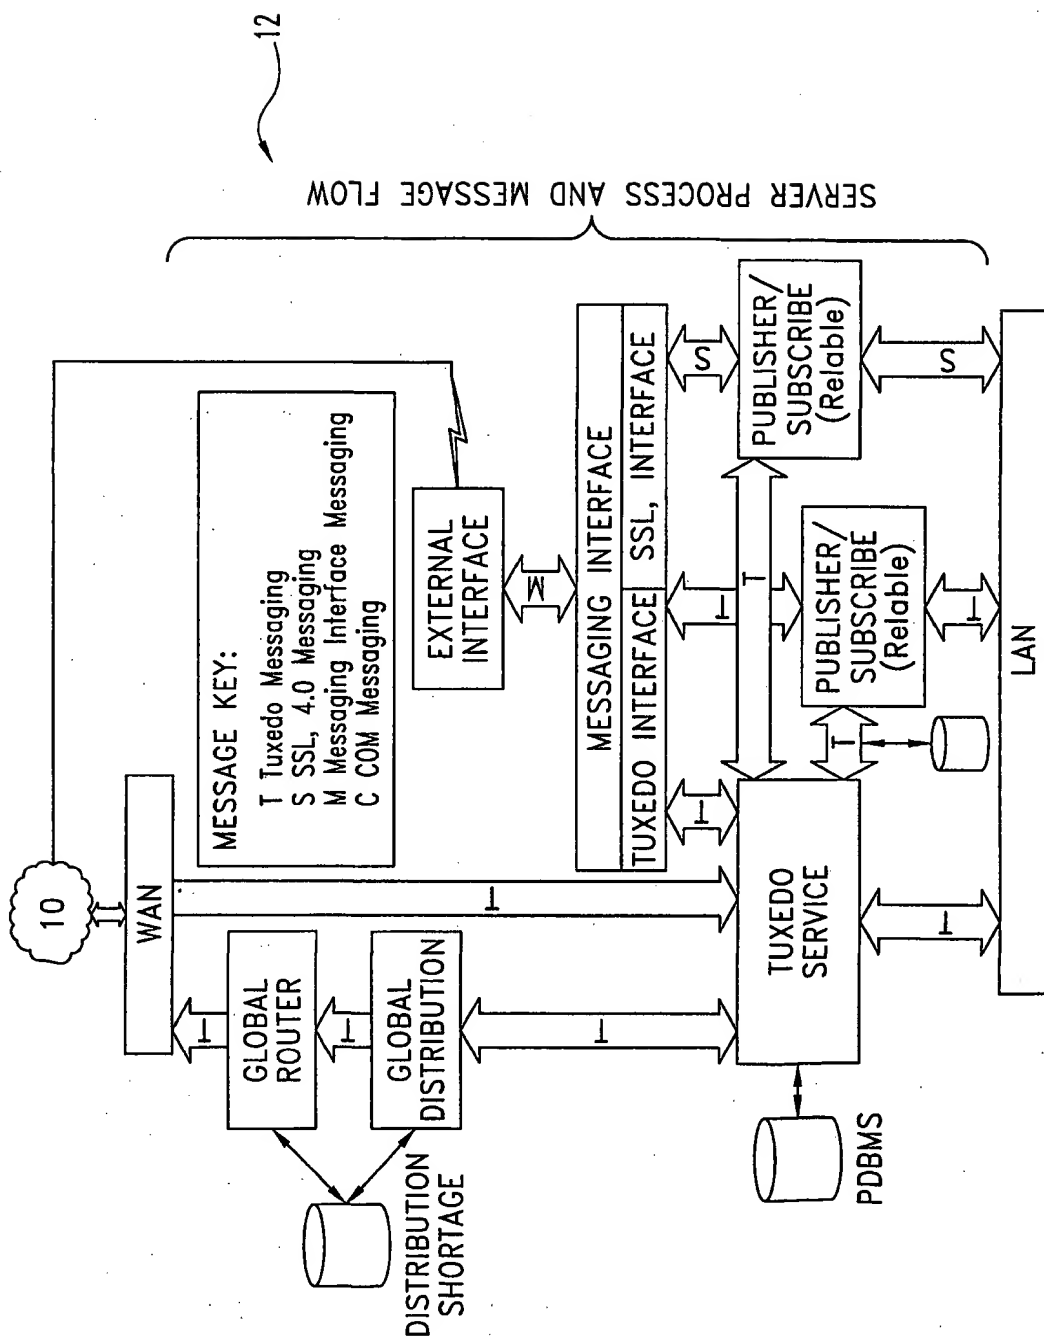 12
SERVER PROCESS AND MESSAGE FLOW
10
WAN
MESSAGE KEY:
T Tuxedo Messaging
S SSL, 4.0 Messaging
M Messaging Interface Messaging
C COM Messaging
GLOBAL
ROUTER
GLOBAL
DISTRIBUTION
DISTRIBUTION
SHORTAGE
EXTERNAL
INTERFACE
MESSAGING INTERFACE
TUXEDO INTERFACE
SSL, INTERFACE
T
T
T
T
M
T
T
S
T
PUBLISHER/
SUBSCRIBE
(Relable)
PUBLISHER/
SUBSCRIBE
(Relable)
T
TUXEDO
SERVICE
PDBMS
T
T
S
LAN